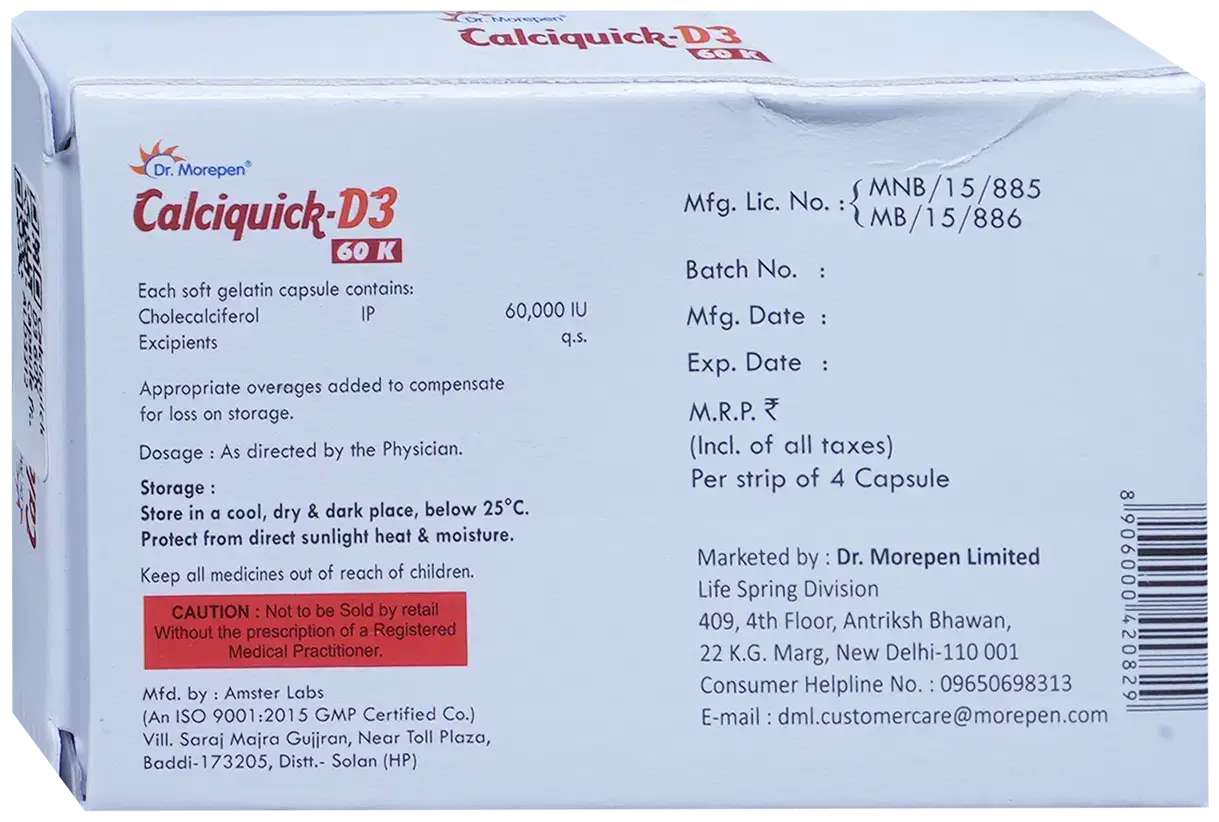 Dr. Morepen
Calciquick-D3
60 K
Dr. Morepen®
Calciquick-D3
60 K
Each soft gelatin capsule contains:
Cholecalciferol IP 60,000 IU
Excipients q.s.
Appropriate overages added to compensate
for loss on storage.
Dosage : As directed by the Physician.
Storage :
Store in a cool, dry & dark place, below 25°C.
Protect from direct sunlight heat & moisture.
Keep all medicines out of reach of children.
CAUTION : Not to be Sold by retail
Without the prescription of a Registered
Medical Practitioner.
Mfd. by : Amster Labs
(An ISO 9001:2015 GMP Certified Co.)
Vill. Saraj Majra Gujjran, Near Toll Plaza,
Baddi-173205, Distt.- Solan (HP)
Mfg. Lic. No. : { MNB/15/885
MB/15/886
Batch No. :
Mfg. Date :
Exp. Date :
M.R.P. ₹
(Incl. of all taxes)
Per strip of 4 Capsule
Marketed by : Dr. Morepen Limited
Life Spring Division
409, 4th Floor, Antriksh Bhawan,
22 K.G. Marg, New Delhi-110 001
Consumer Helpline No. : 09650698313
E-mail : dml.customercare@morepen.com
8 906000 420829